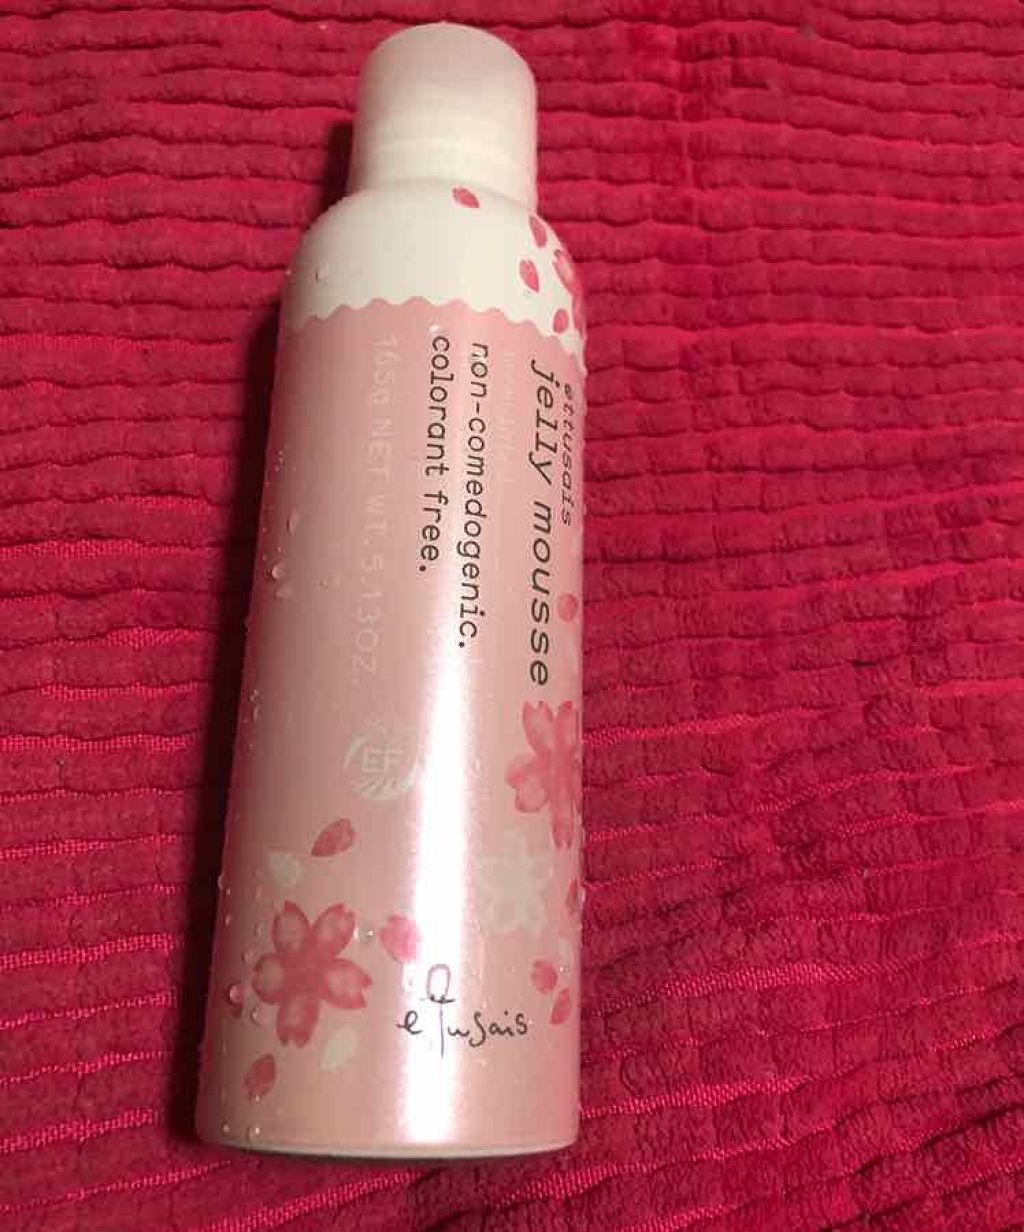 ettusais
jelly mousse
non-comedogenic.
colorant free.
165g NET WT. 5.13OZ.
ettusais